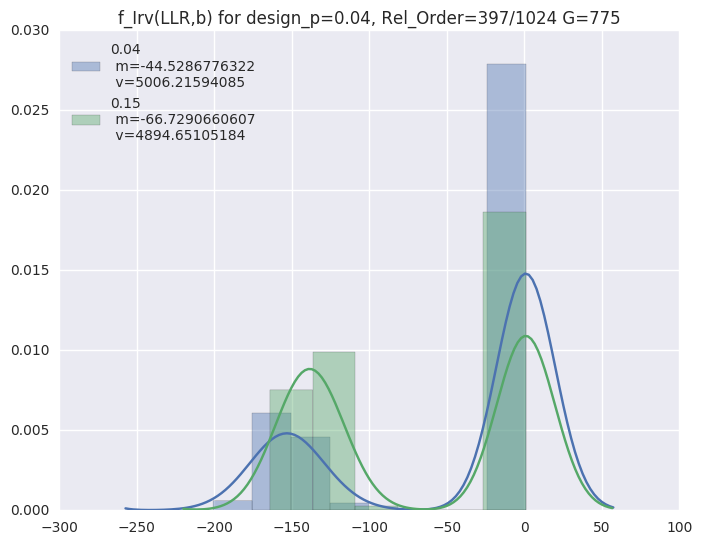 f_Irv(LLR,b) for design_p=0.04, Rel_Order=397/1024 G=775
0.04
m=-44.5286776322
v=5006.21594085
0.15
m=-66.7290660607
v=4894.65105184
0.030
0.025
0.020
0.015
0.010
0.005
0.000
−300 −250 −200 −150 −100 −50 0 50 100